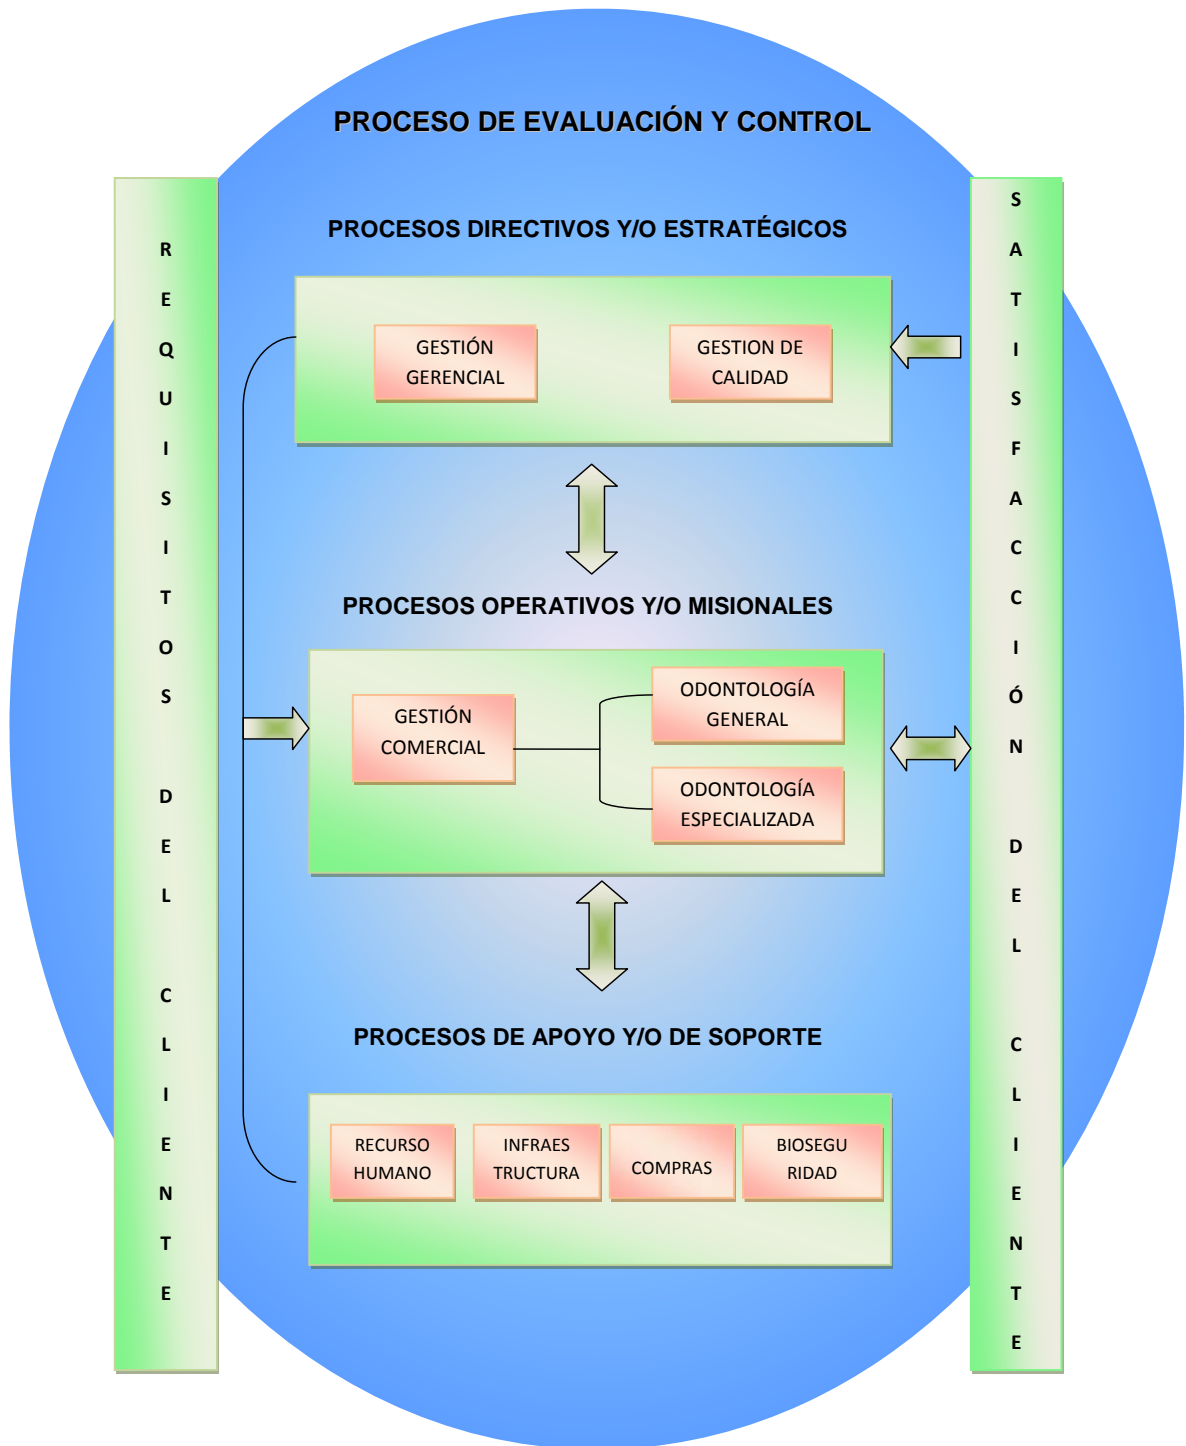 PROCESO DE EVALUACIÓN Y CONTROL
REQUISITOS DEL CLIENTE
PROCESOS DIRECTIVOS Y/O ESTRATÉGICOS
GESTIÓN
GERENCIAL
GESTION DE
CALIDAD
PROCESOS OPERATIVOS Y/O MISIONALES
GESTIÓN
COMERCIAL
ODONTOLOGÍA
GENERAL
ODONTOLOGÍA
ESPECIALIZADA
PROCESOS DE APOYO Y/O DE SOPORTE
RECURSO
HUMANO
INFRAES
TRUCTURA
COMPRAS
BIOSEGU
RIDAD
SATISFACCIÓN DEL CLIENTE